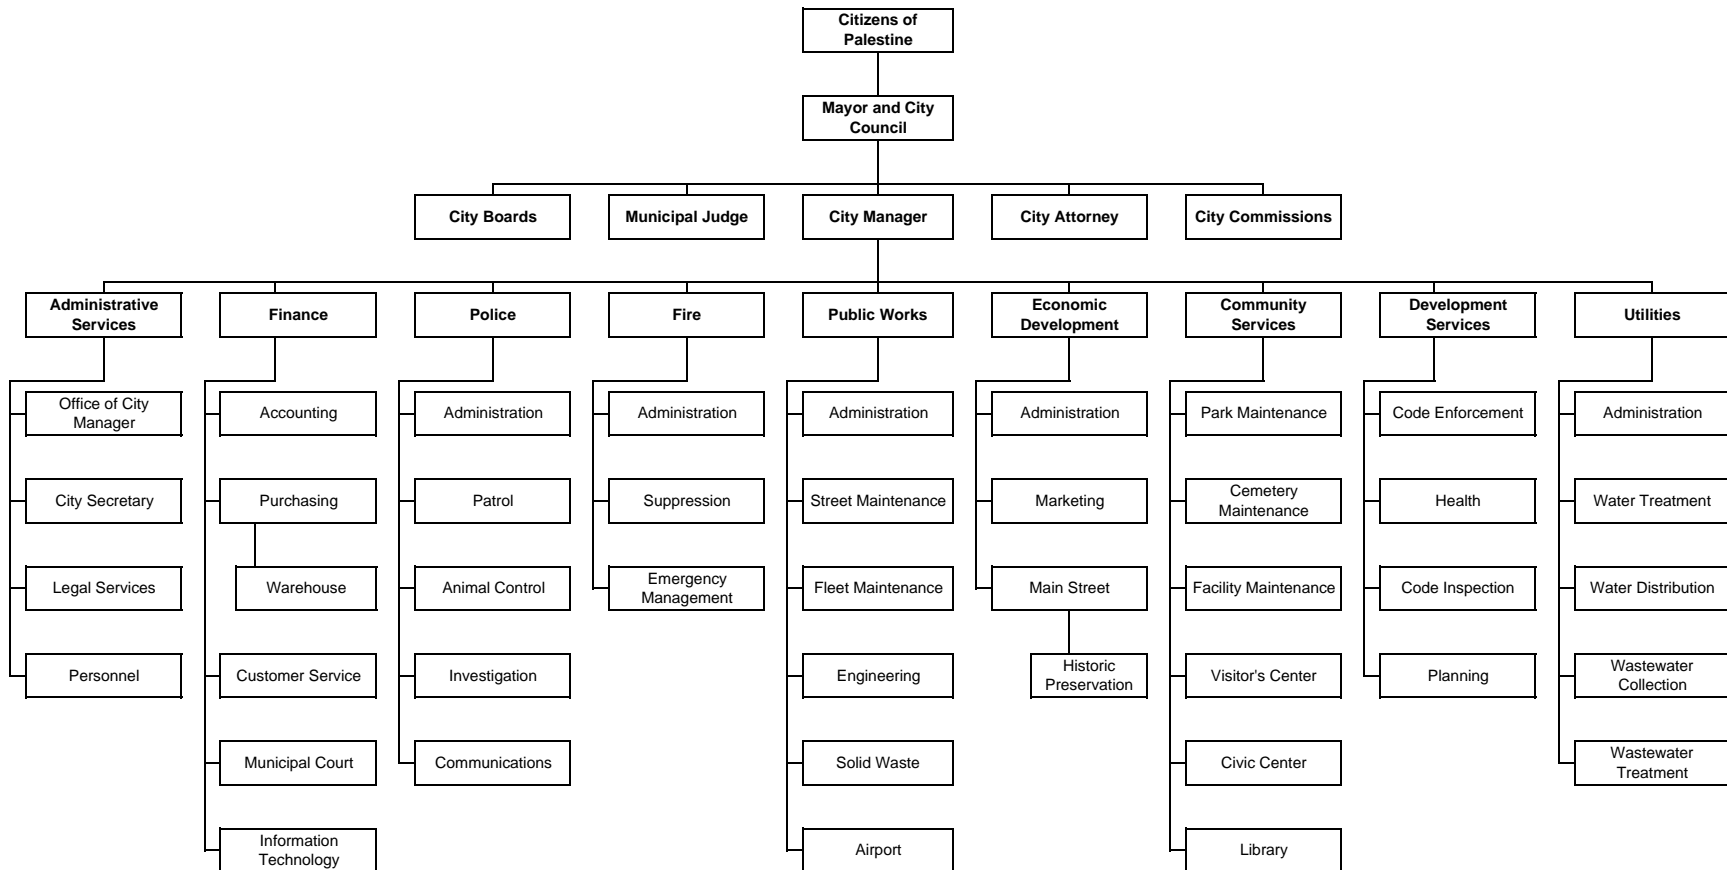 Citizens of
Palestine
Mayor and City
Council
City Boards
Municipal Judge
City Manager
City Attorney
City Commissions
Administrative
Services
Finance
Police
Fire
Public Works
Economic
Development
Community
Services
Development
Services
Utilities
Office of City
Manager
Accounting
Administration
Administration
Administration
Administration
Park Maintenance
Code Enforcement
Administration
City Secretary
Purchasing
Patrol
Suppression
Street Maintenance
Marketing
Cemetery
Maintenance
Health
Water Treatment
Legal Services
Warehouse
Animal Control
Emergency
Management
Fleet Maintenance
Main Street
Facility Maintenance
Code Inspection
Water Distribution
Personnel
Customer Service
Investigation
Engineering
Historic
Preservation
Visitor's Center
Planning
Wastewater
Collection
Municipal Court
Communications
Solid Waste
Civic Center
Wastewater
Treatment
Information
Technology
Airport
Library